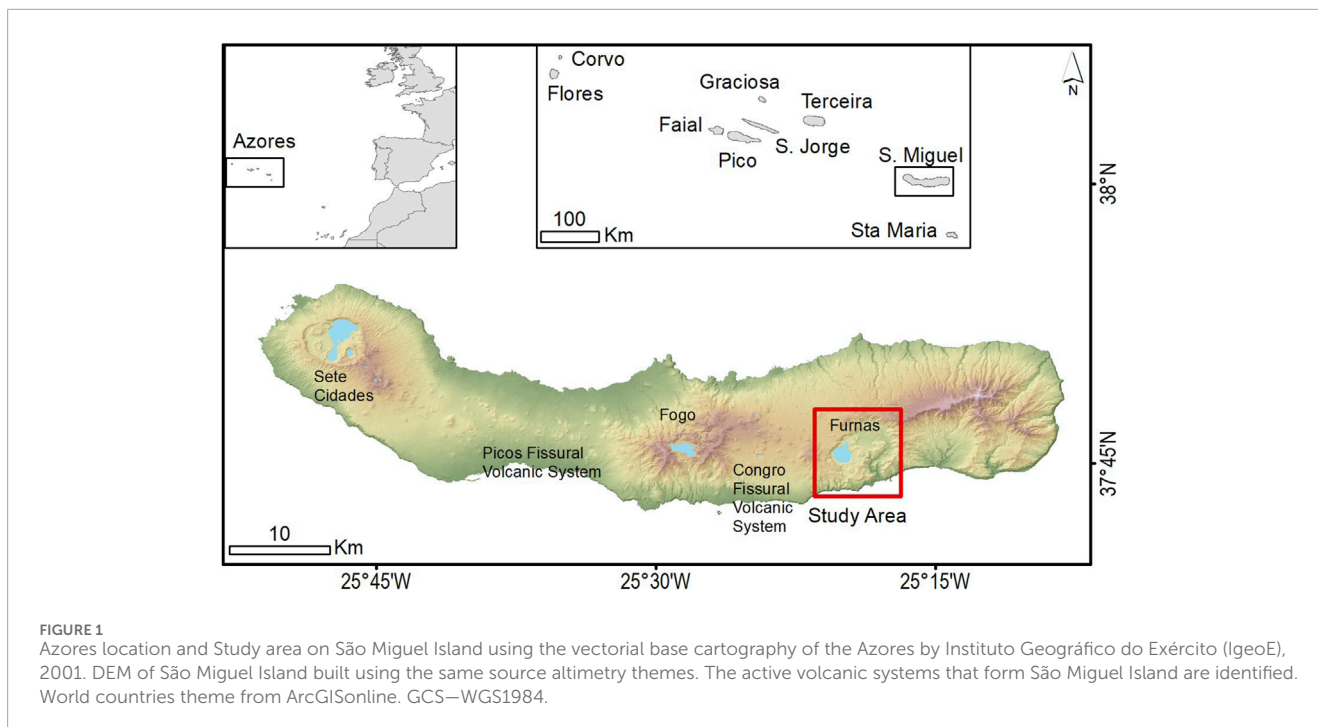 Azores
Corvo
Flores
Graciosa
Terceira
Faial
Pico
S. Jorge
S. Miguel
Sta Maria
100
Km
N
38°N
Sete
Cidades
Picos Fissural
Volcanic System
Fogo
Congro
Fissural
Volcanic
System
Furnas
Study Area
37°45'N
10
Km
25°45'W
25°30'W
25°15'W
FIGURE 1
Azores location and Study area on São Miguel Island using the vectorial base cartography of the Azores by Instituto Geográfico do Exército (IgeoE),
2001. DEM of São Miguel Island built using the same source altimetry themes. The active volcanic systems that form São Miguel Island are identified.
World countries theme from ArcGISonline. GCS—WGS1984.